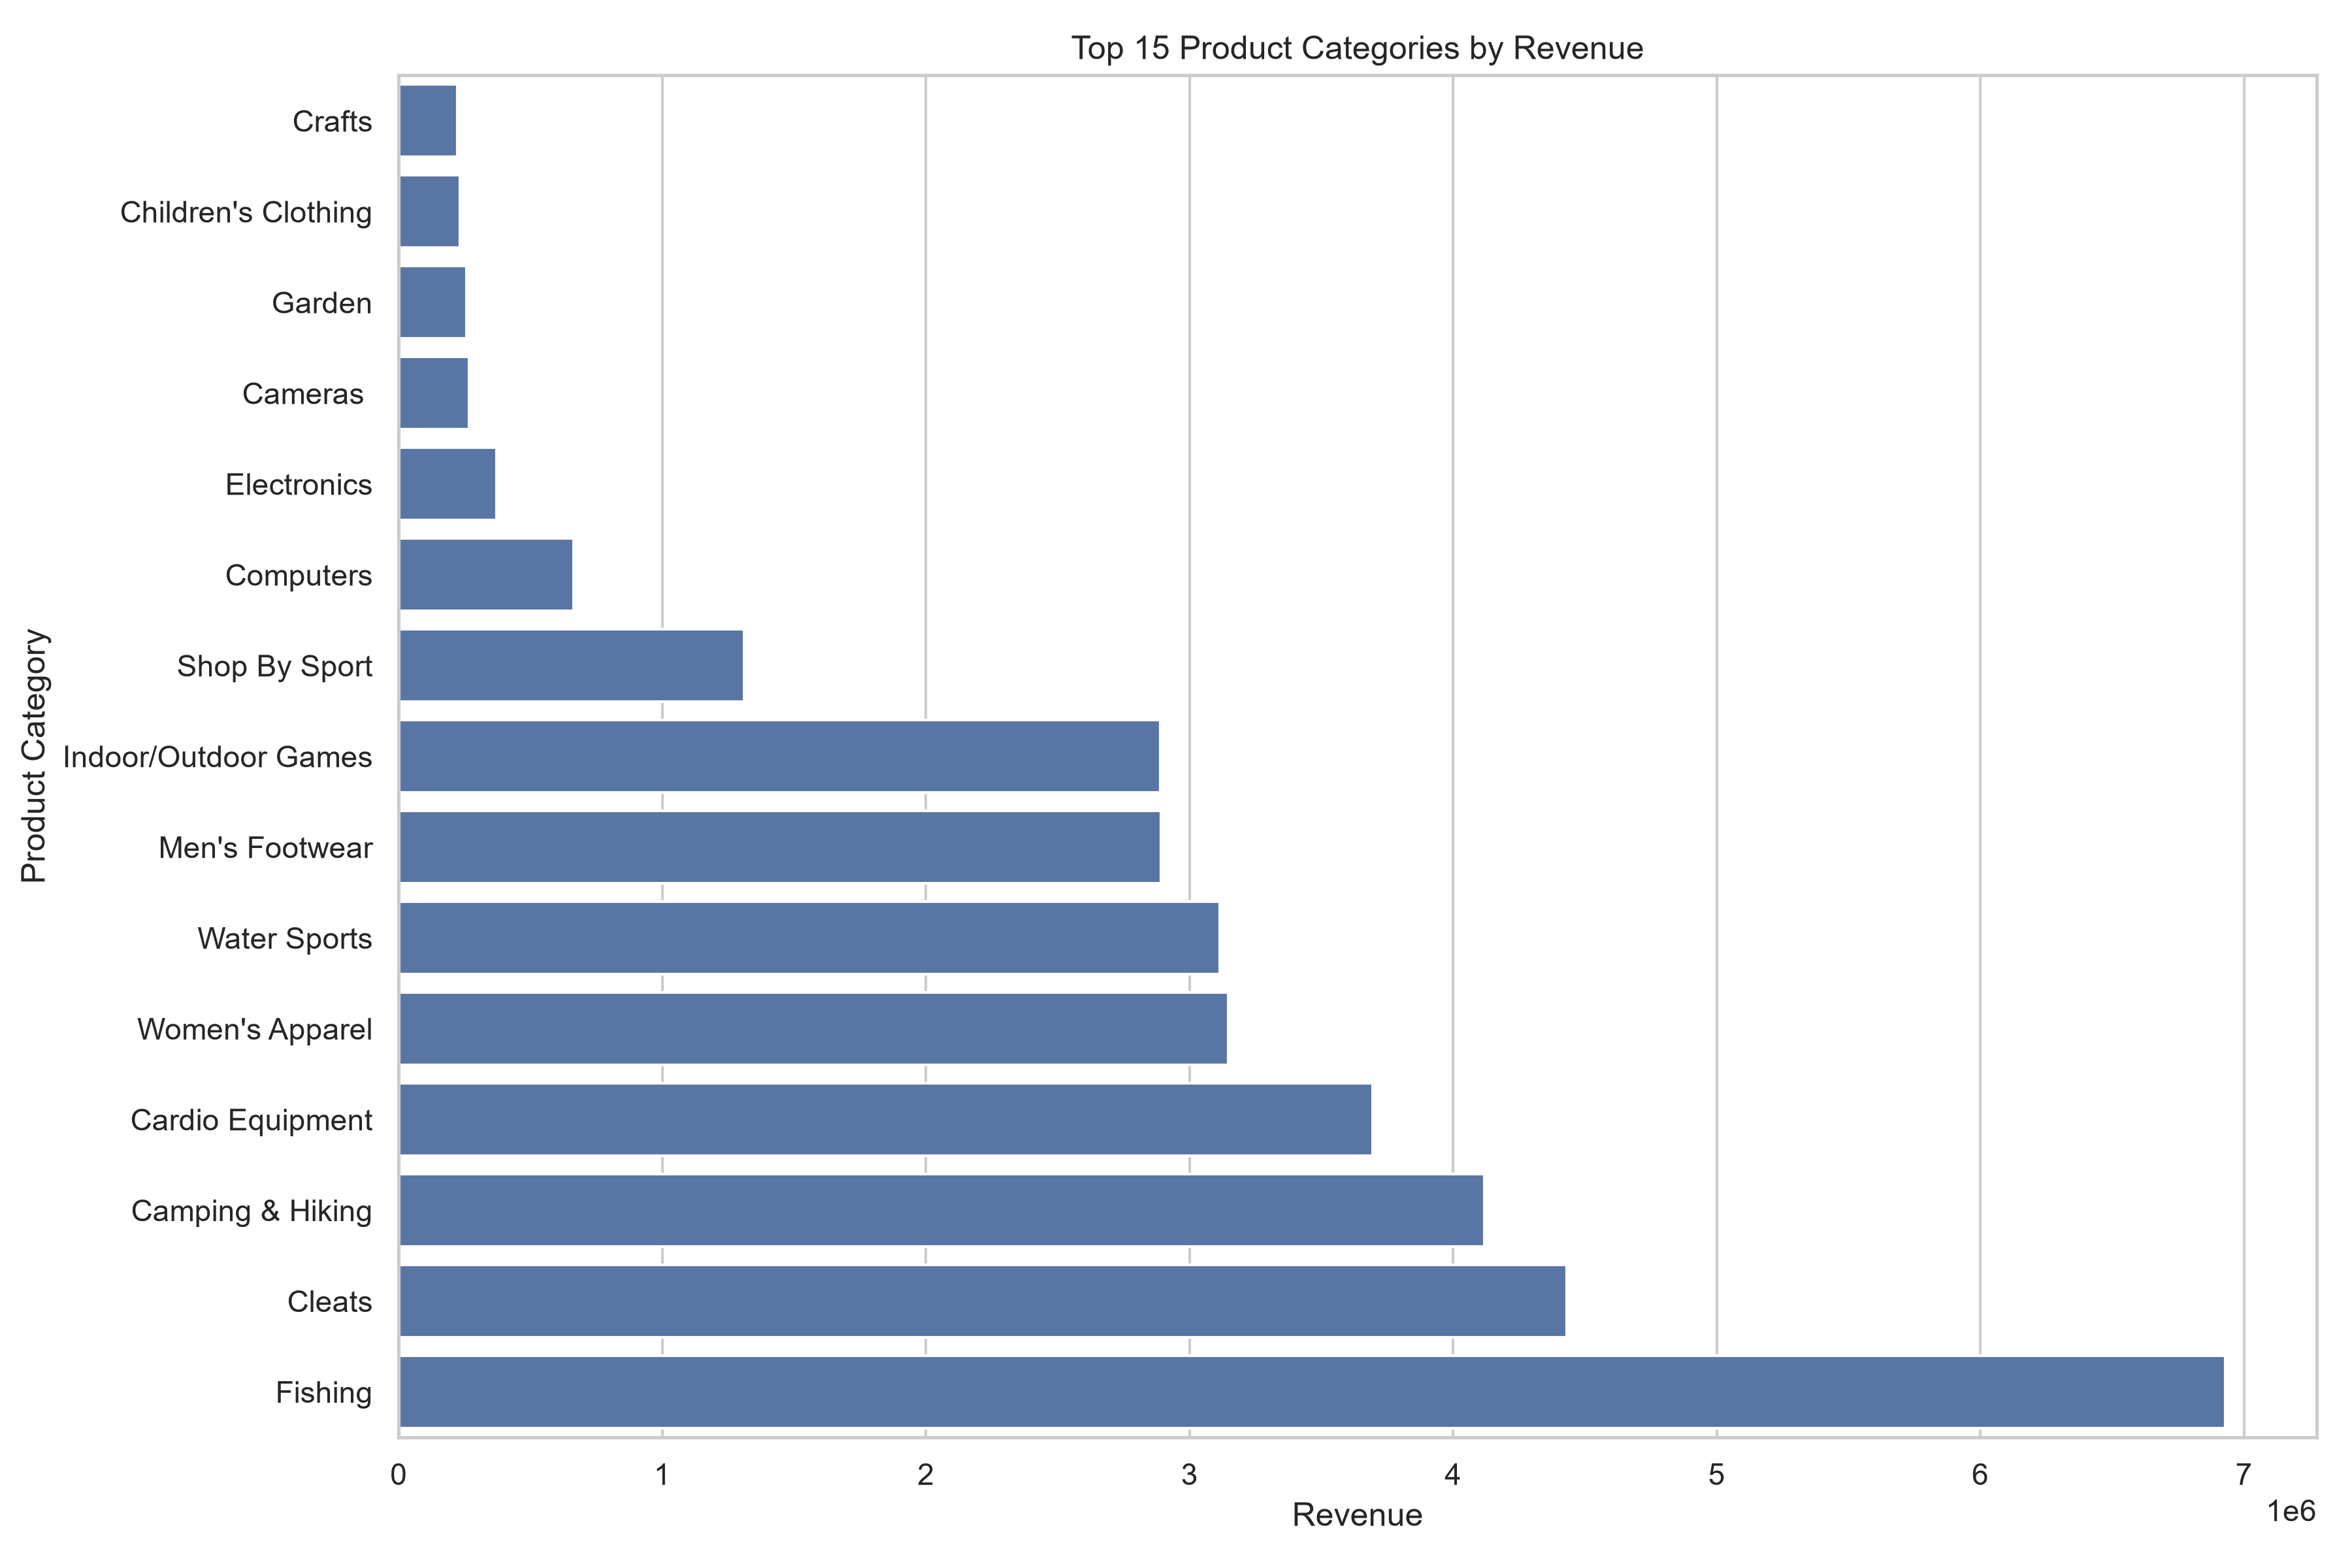 Top 15 Product Categories by Revenue
Crafts
Children's Clothing
Garden
Cameras
Electronics
Computers
Shop By Sport
Indoor/Outdoor Games
Men's Footwear
Water Sports
Women's Apparel
Cardio Equipment
Camping & Hiking
Cleats
Fishing
Product Category
0 1 2 3 4 5 6 7
Revenue
1e6